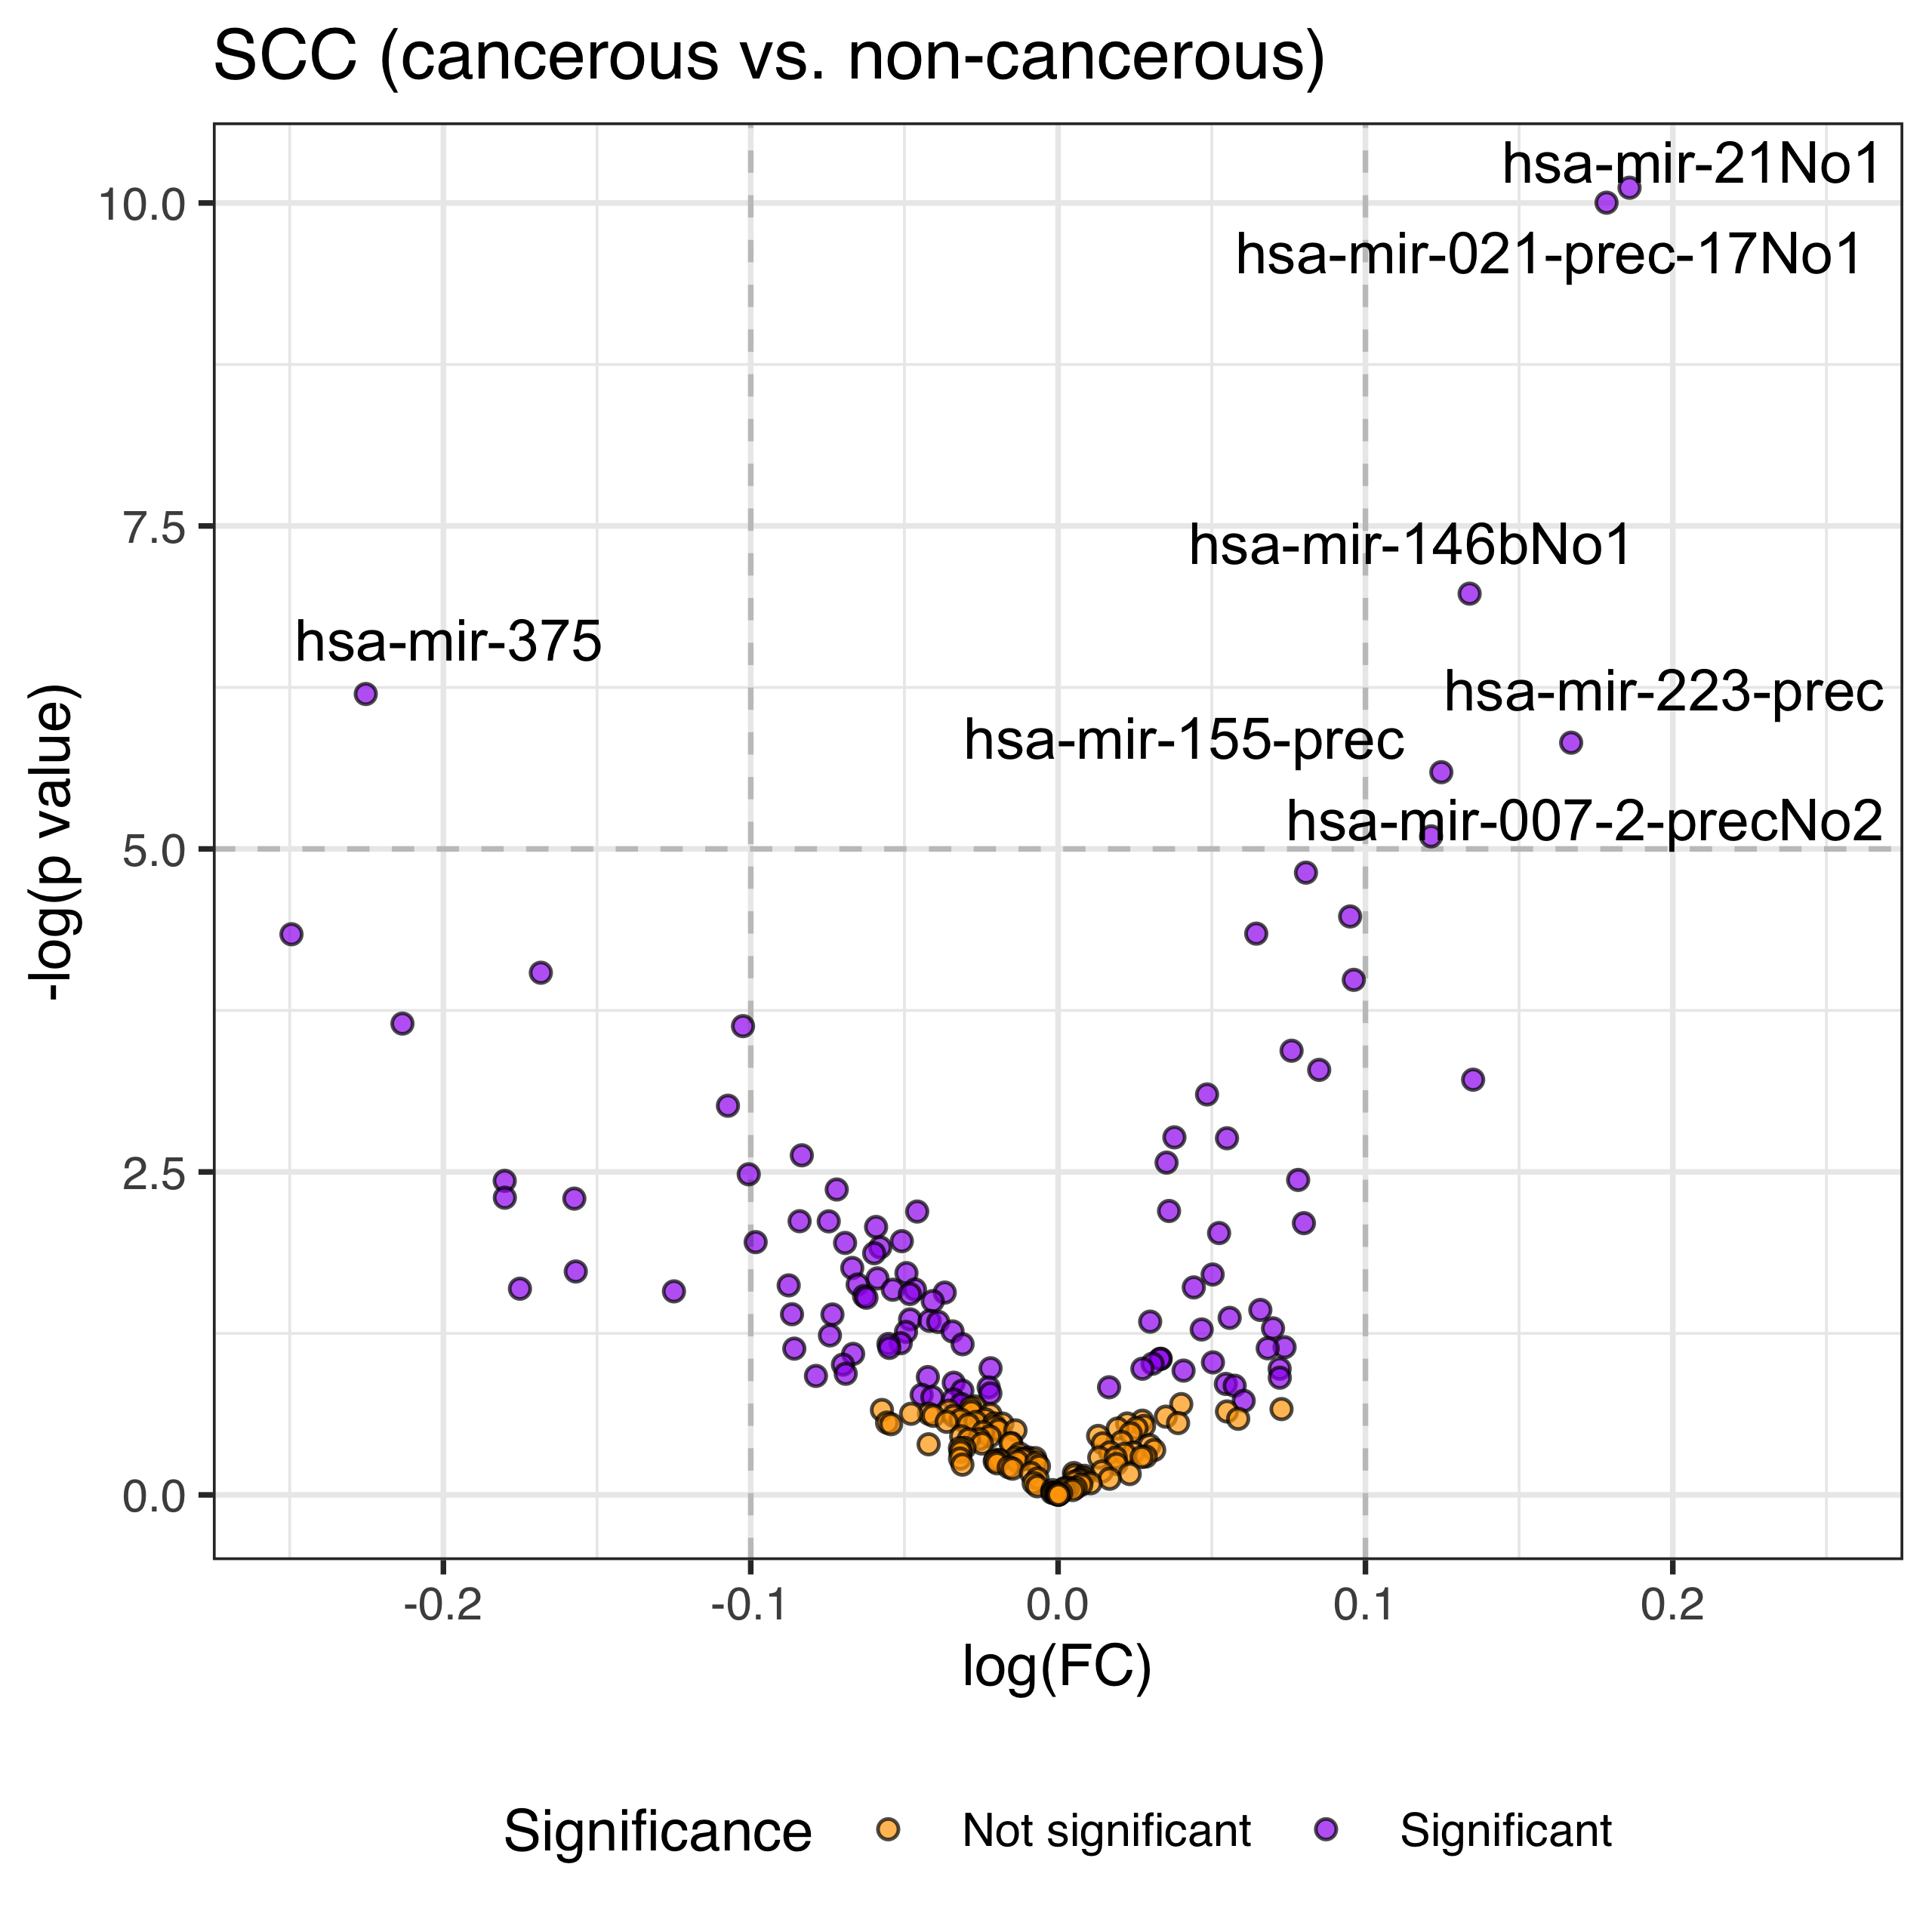 SCC (cancerous vs. non-cancerous)
hsa-mir-21No1
10.0
hsa-mir-021-prec-17No1
7.5
hsa-mir-146bNo1
hsa-mir-375
hsa-mir-223-prec
hsa-mir-155-prec
hsa-mir-007-2-precNo2
5.0
-log(p value)
2.5
0.0
-0.2 -0.1 0.0 0.1 0.2
log(FC)
Significance Not significant Significant